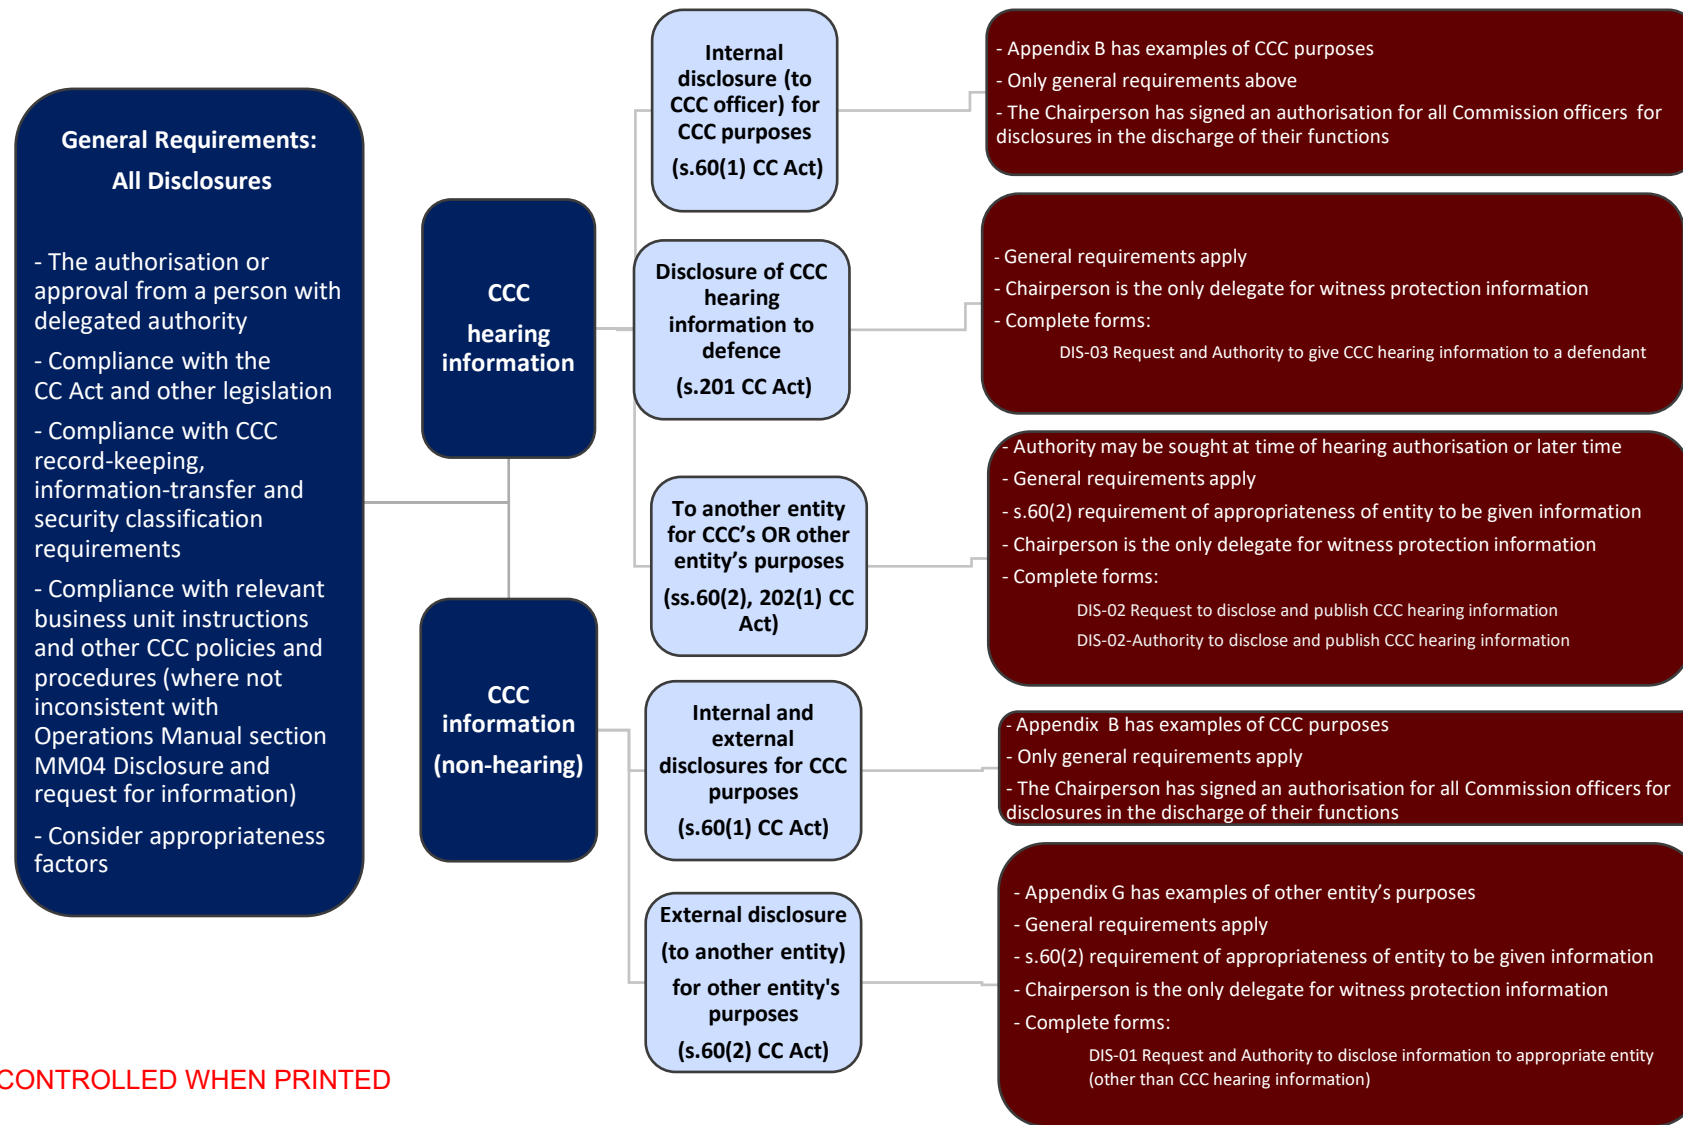 General Requirements:
All Disclosures
- The authorisation or
approval from a person with
delegated authority
- Compliance with the
CC Act and other legislation
- Compliance with CCC
record-keeping,
information-transfer and
security classification
requirements
- Compliance with relevant
business unit instructions
and other CCC policies and
procedures (where not
inconsistent with
Operations Manual section
MM04 Disclosure and
request for information)
- Consider appropriateness
factors
CCC
hearing
information
CCC
information
(non-hearing)
Internal
disclosure (to
CCC officer) for
CCC purposes
(s.60(1) CC Act)
- Appendix B has examples of CCC purposes
- Only general requirements above
- The Chairperson has signed an authorisation for all Commission officers for
disclosures in the discharge of their functions
Disclosure of CCC
hearing
information to
defence
(s.201 CC Act)
- General requirements apply
- Chairperson is the only delegate for witness protection information
- Complete forms:
DIS-03 Request and Authority to give CCC hearing information to a defendant
To another entity
for CCC's OR other
entity's purposes
(ss.60(2), 202(1) CC
Act)
- Authority may be sought at time of hearing authorisation or later time
- General requirements apply
- s.60(2) requirement of appropriateness of entity to be given information
- Chairperson is the only delegate for witness protection information
- Complete forms:
DIS-02 Request to disclose and publish CCC hearing information
DIS-02-Authority to disclose and publish CCC hearing information
Internal and
external
disclosures for CCC
purposes
(s.60(1) CC Act)
- Appendix B has examples of CCC purposes
- Only general requirements apply
- The Chairperson has signed an authorisation for all Commission officers for
disclosures in the discharge of their functions
External disclosure
(to another entity)
for other entity's
purposes
(s.60(2) CC Act)
- Appendix G has examples of other entity's purposes
- General requirements apply
- s.60(2) requirement of appropriateness of entity to be given information
- Chairperson is the only delegate for witness protection information
- Complete forms:
DIS-01 Request and Authority to disclose information to appropriate entity
(other than CCC hearing information)
CONTROLLED WHEN PRINTED